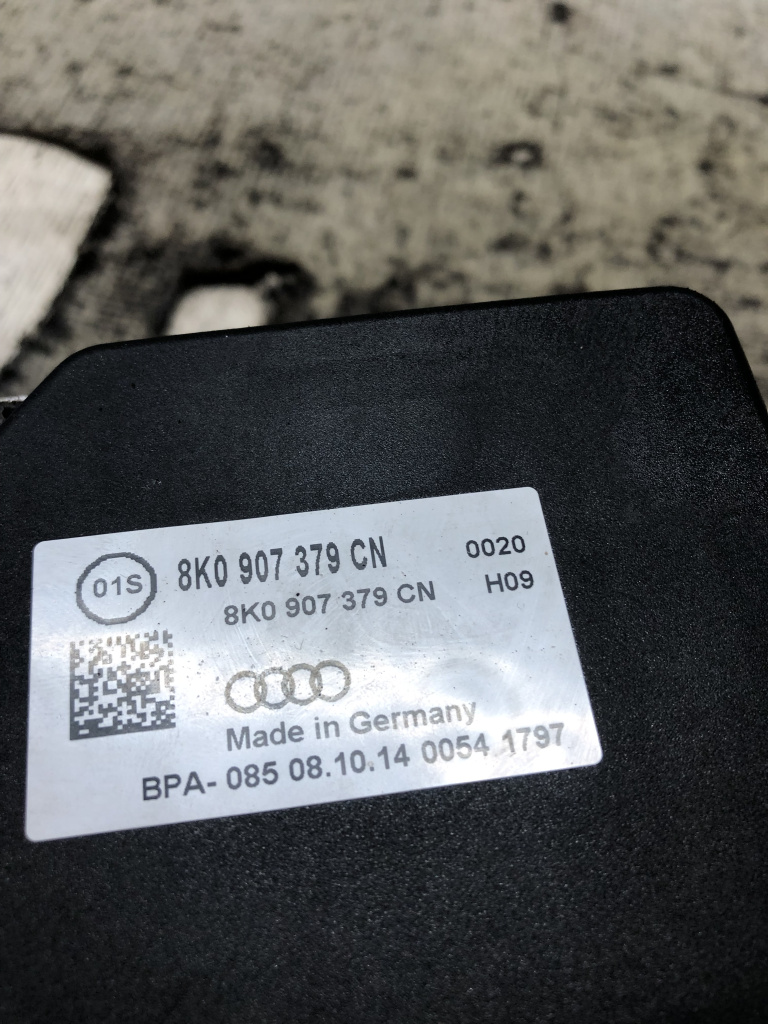 01S 8K0 907 379 CN 0020
8K0 907 379 CN H09
Made in Germany
BPA- 085 08.10.14 0054 1797